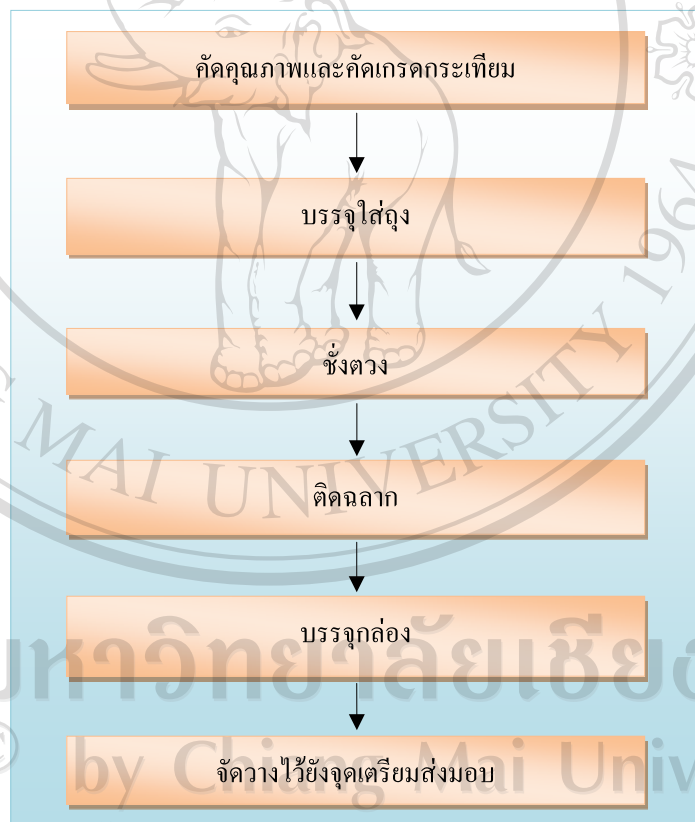 คัดคุณภาพและคัดเกรดกระเทียม
บรรจุใส่ถุง
ชั่งตวง
ติดฉลาก
บรรจุกล่อง
จัดวางไว้ยังจุดเตรียมส่งมอบ
MAI UNIVERSITY 1964
มหาวิทยาลัยเชียง
© by Chiang Mai Univ